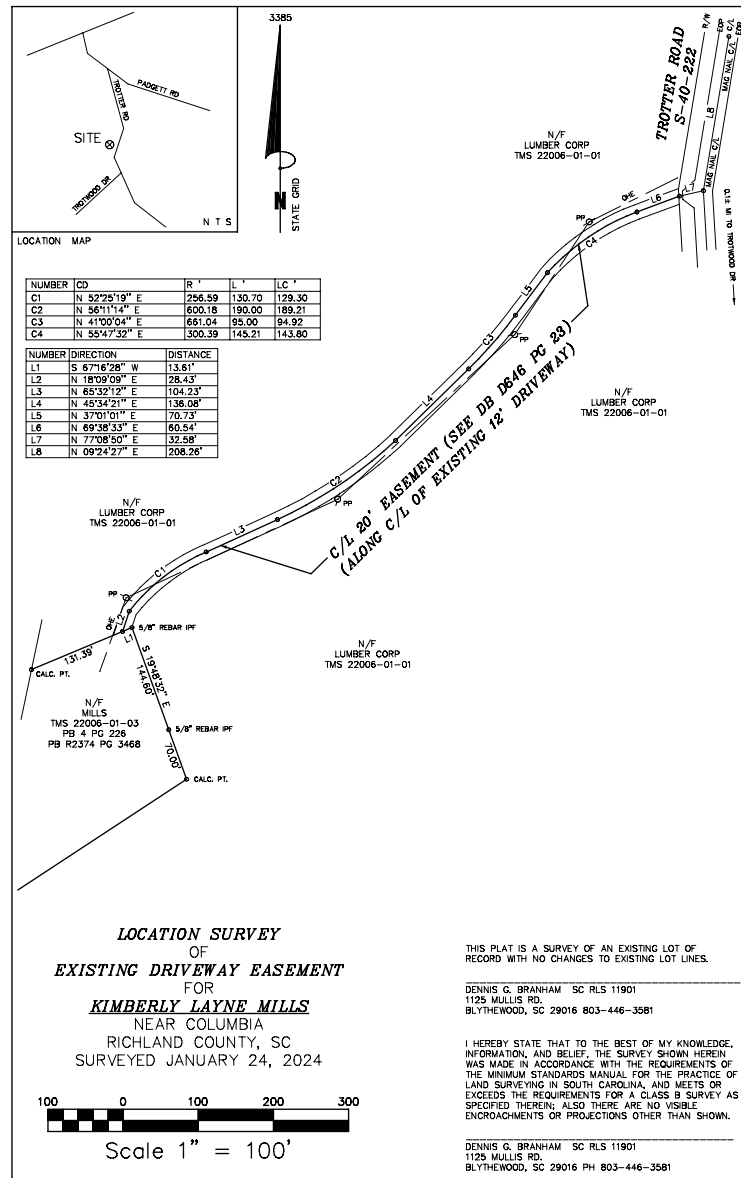 3385
PADGETT RD
TROTTER RD
SITE
TROTWOOD DR
N T S
LOCATION MAP
N
STATE GRID
R/W
EOP
C/L
EOP
MAG NAIL C/L
TROTTER ROAD
S-40-222
L8
MAG NAIL C/L
0.1± MI TO TROTWOOD DR
N/F
LUMBER CORP
TMS 22006-01-01
OHE
PP
L6
L7
C4
L5
C3
PP
L4
C2
PP
L3
C1
PP
OHE
L2
L1
NUMBER CD R ' L ' LC '
C1 N 52°25'19" E 256.59 130.70 129.30
C2 N 56°11'14" E 600.18 190.00 189.21
C3 N 41°00'04" E 661.04 95.00 94.92
C4 N 55°47'32" E 300.39 145.21 143.80
NUMBER DIRECTION DISTANCE
L1 S 67°16'28" W 13.61'
L2 N 18°09'09" E 28.43'
L3 N 65°32'12" E 104.23'
L4 N 45°34'21" E 136.08'
L5 N 37°01'01" E 70.73'
L6 N 69°38'33" E 60.54'
L7 N 77°08'50" E 32.58'
L8 N 09°24'27" E 208.26'
C/L 20' EASEMENT (SEE DB D646 PG 23)
(ALONG C/L OF EXISTING 12' DRIVEWAY)
N/F
LUMBER CORP
TMS 22006-01-01
N/F
LUMBER CORP
TMS 22006-01-01
N/F
LUMBER CORP
TMS 22006-01-01
5/8" REBAR IPF
131.39'
CALC. PT.
S 19°48'32" E
144.60'
N/F
MILLS
TMS 22006-01-03
PB 4 PG 226
PB R2374 PG 3468
5/8" REBAR IPF
70.00'
CALC. PT.
LOCATION SURVEY
OF
EXISTING DRIVEWAY EASEMENT
FOR
KIMBERLY LAYNE MILLS
NEAR COLUMBIA
RICHLAND COUNTY, SC
SURVEYED JANUARY 24, 2024
100 0 100 200 300
Scale 1" = 100'
THIS PLAT IS A SURVEY OF AN EXISTING LOT OF
RECORD WITH NO CHANGES TO EXISTING LOT LINES.
DENNIS G. BRANHAM SC RLS 11901
1125 MULLIS RD.
BLYTHEWOOD, SC 29016 803-446-3581
I HEREBY STATE THAT TO THE BEST OF MY KNOWLEDGE,
INFORMATION, AND BELIEF, THE SURVEY SHOWN HEREIN
WAS MADE IN ACCORDANCE WITH THE REQUIREMENTS OF
THE MINIMUM STANDARDS MANUAL FOR THE PRACTICE OF
LAND SURVEYING IN SOUTH CAROLINA, AND MEETS OR
EXCEEDS THE REQUIREMENTS FOR A CLASS B SURVEY AS
SPECIFIED THEREIN; ALSO THERE ARE NO VISIBLE
ENCROACHMENTS OR PROJECTIONS OTHER THAN SHOWN.
DENNIS G. BRANHAM SC RLS 11901
1125 MULLIS RD.
BLYTHEWOOD, SC 29016 PH 803-446-3581